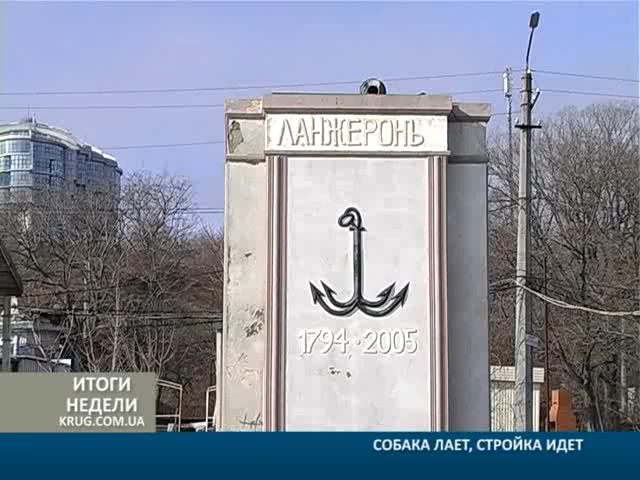 ЛАНЖЕРОНЪ
1794·2005
ИТОГИ
НЕДЕЛИ
KRUG.COM.UA
СОБАКА ЛАЕТ, СТРОЙКА ИДЕТ